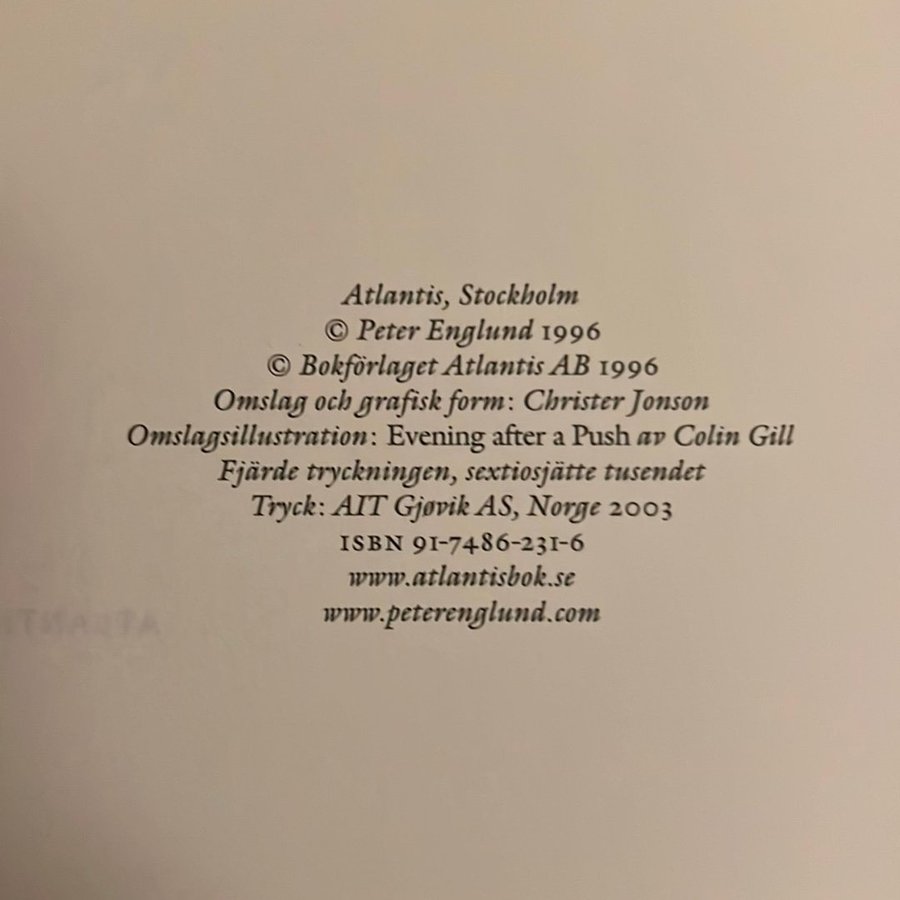 Atlantis, Stockholm
© Peter Englund 1996
© Bokförlaget Atlantis AB 1996
Omslag och grafisk form: Christer Jonson
Omslagsillustration: Evening after a Push av Colin Gill
Fjärde tryckningen, sextiosjätte tusendet
Tryck: AIT Gjøvik AS, Norge 2003
ISBN 91-7486-231-6
www.atlantisbok.se
www.peterenglund.com